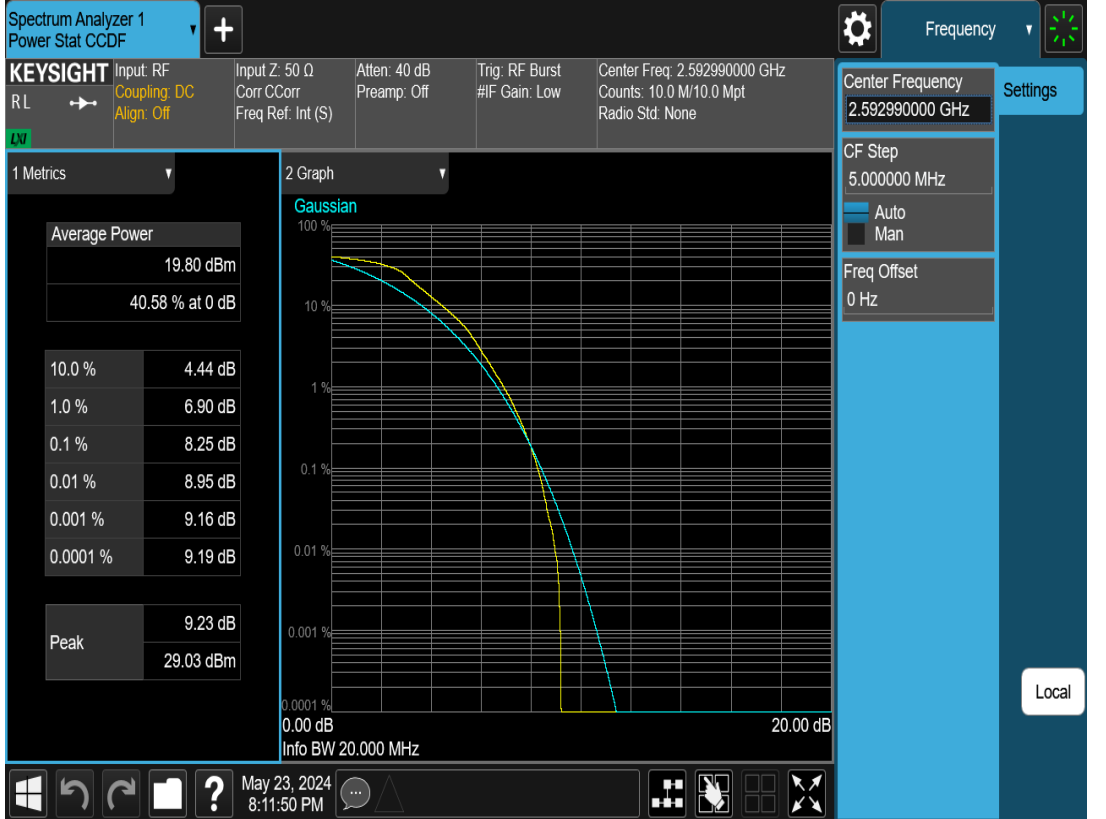 Spectrum Analyzer 1
Power Stat CCDF
+
Frequency
KEYSIGHT
RL
LXI
Input: RF
Coupling: DC
Align: Off
Input Z: 50 Ω
Corr CCorr
Freq Ref: Int (S)
Atten: 40 dB
Preamp: Off
Trig: RF Burst
#IF Gain: Low
Center Freq: 2.592990000 GHz
Counts: 10.0 M/10.0 Mpt
Radio Std: None
Center Frequency
2.592990000 GHz
Settings
CF Step
5.000000 MHz
Auto
Man
Freq Offset
0 Hz
Local
1 Metrics
Average Power
19.80 dBm
40.58 % at 0 dB
10.0 % 4.44 dB
1.0 % 6.90 dB
0.1 % 8.25 dB
0.01 % 8.95 dB
0.001 % 9.16 dB
0.0001 % 9.19 dB
Peak
9.23 dB
29.03 dBm
2 Graph
Gaussian
100 %
10 %
1 %
0.1 %
0.01 %
0.001 %
0.0001 %
0.00 dB 20.00 dB
Info BW 20.000 MHz
?
May 23, 2024
8:11:50 PM